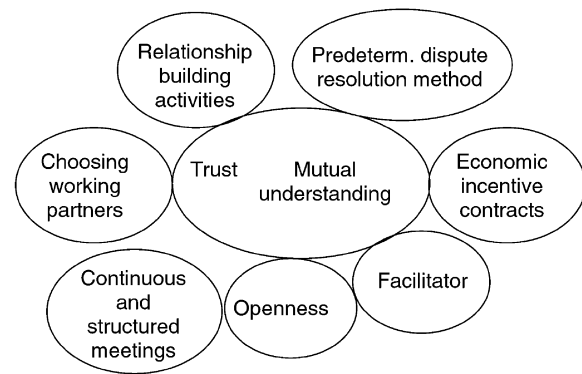 Relationship
building
activities
Predeterm. dispute
resolution method
Choosing
working
partners
Trust
Mutual
understanding
Economic
incentive
contracts
Continuous
and
structured
meetings
Openness
Facilitator